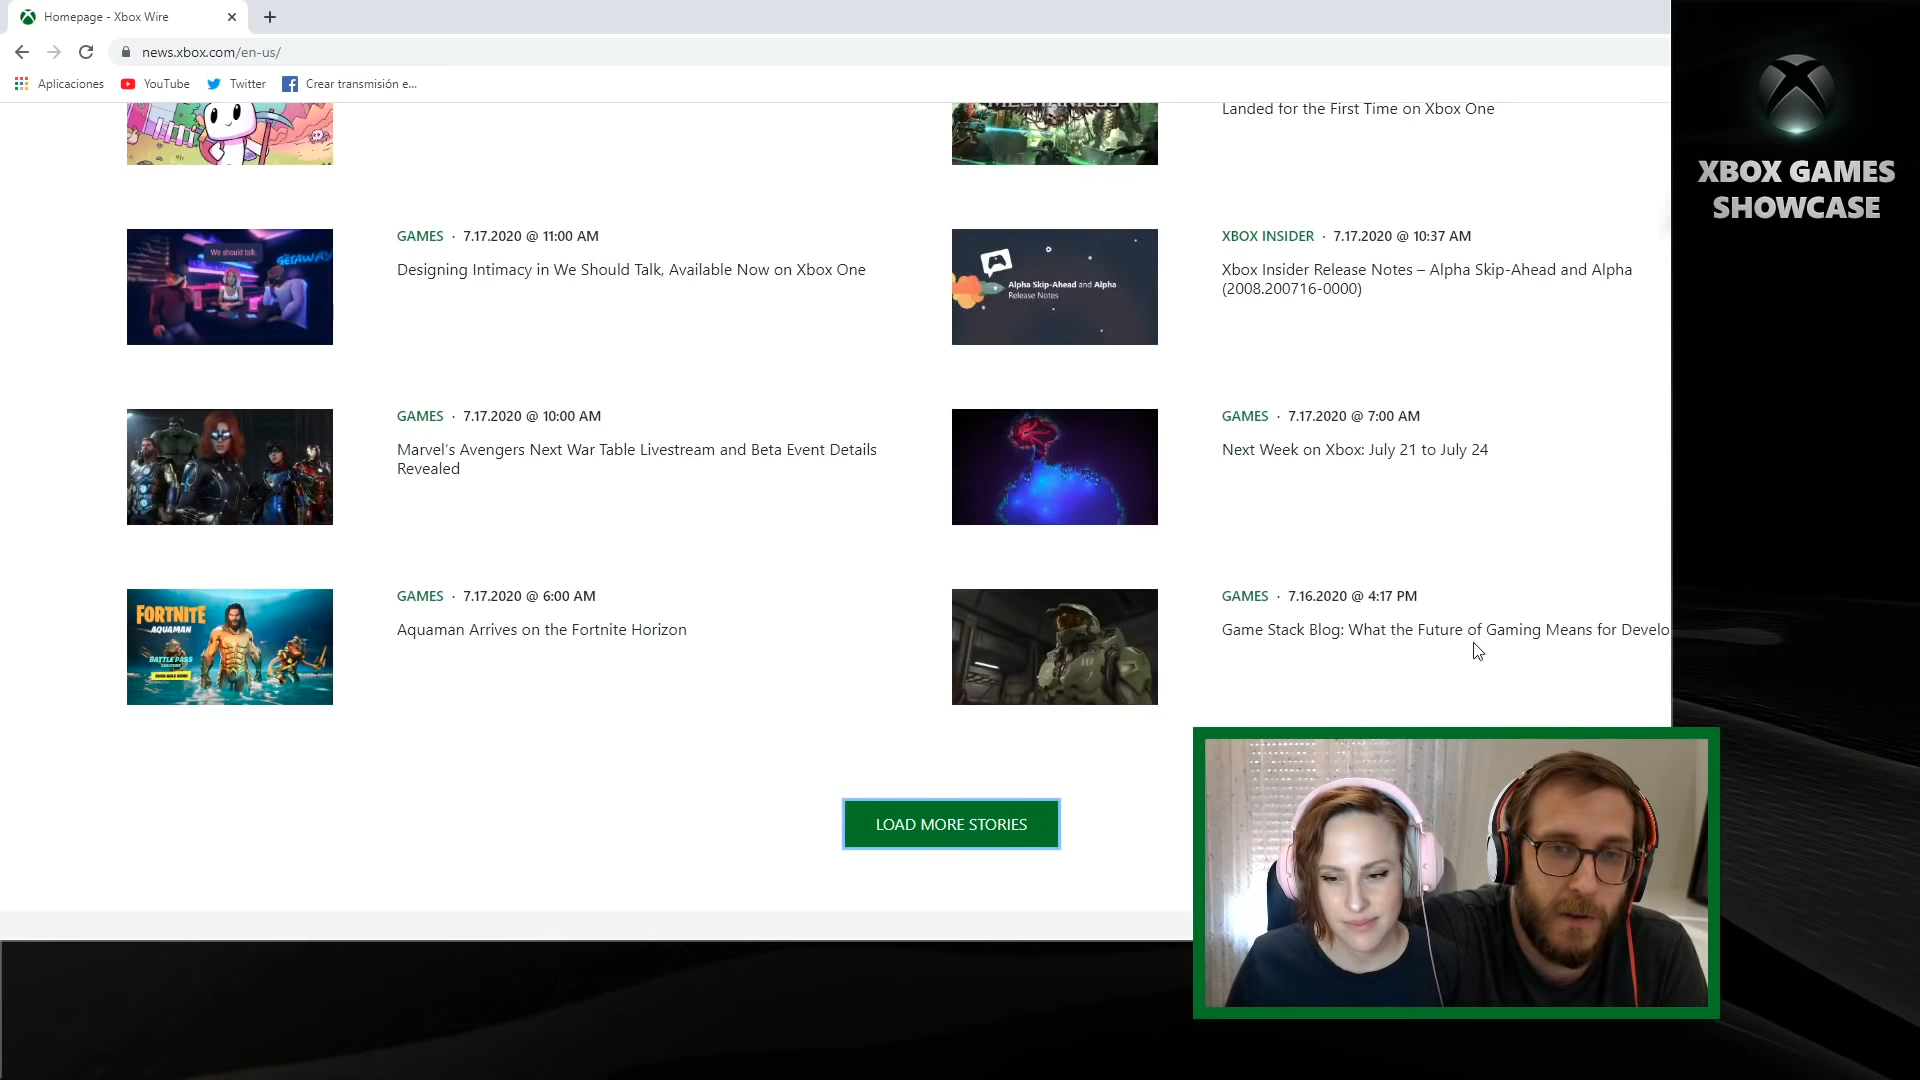 Homepage - Xbox Wire
news.xbox.com/en-us/
Aplicaciones
YouTube
Twitter
Crear transmisión e...
XBOX GAMES
SHOWCASE
Landed for the First Time on Xbox One
We should talk.
GETAWAY
GAMES · 7.17.2020 @ 11:00 AM
Designing Intimacy in We Should Talk, Available Now on Xbox One
Alpha Skip-Ahead and Alpha
Release Notes
XBOX INSIDER · 7.17.2020 @ 10:37 AM
Xbox Insider Release Notes – Alpha Skip-Ahead and Alpha
(2008.200716-0000)
GAMES · 7.17.2020 @ 10:00 AM
Marvel’s Avengers Next War Table Livestream and Beta Event Details
Revealed
GAMES · 7.17.2020 @ 7:00 AM
Next Week on Xbox: July 21 to July 24
FORTNITE
AQUAMAN
BATTLE PASS
GAMES · 7.17.2020 @ 6:00 AM
Aquaman Arrives on the Fortnite Horizon
GAMES · 7.16.2020 @ 4:17 PM
Game Stack Blog: What the Future of Gaming Means for Develo
LOAD MORE STORIES